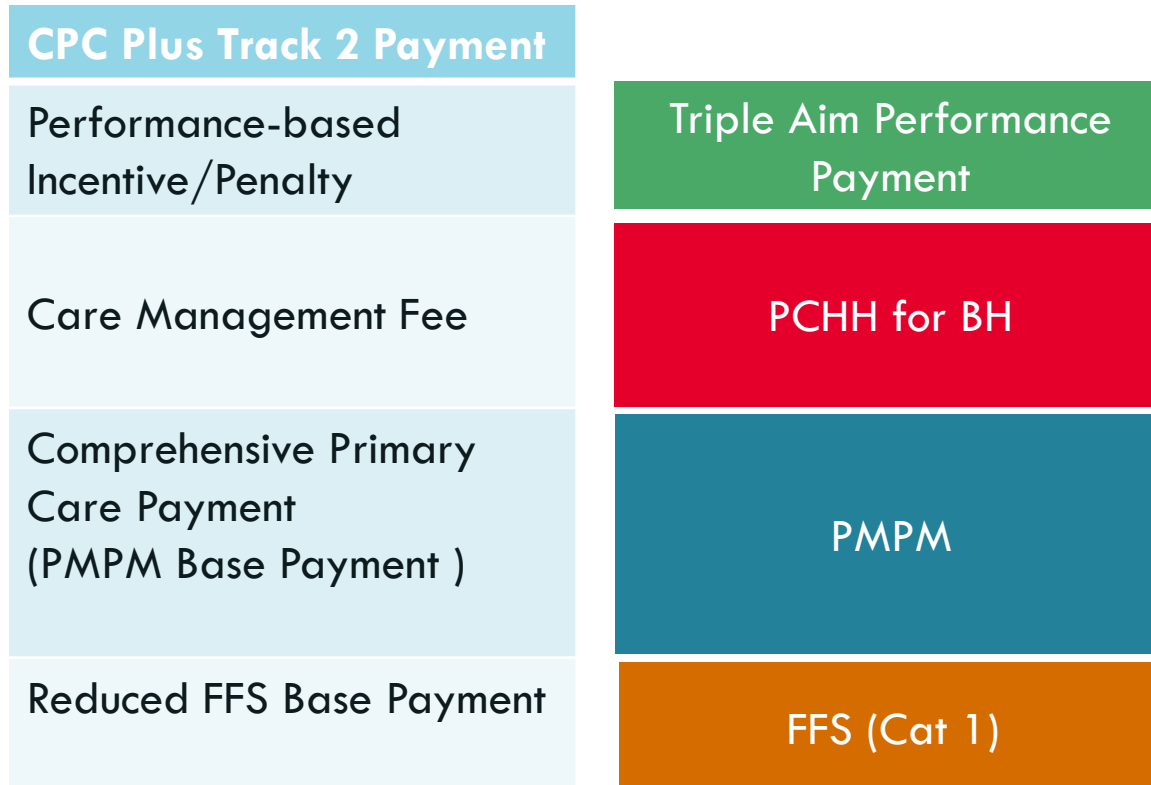 CPC Plus Track 2 Payment
Performance-based
Incentive/Penalty
Triple Aim Performance
Payment
Care Management Fee
PCHH for BH
Comprehensive Primary
Care Payment
(PMPM Base Payment )
PMPM
Reduced FFS Base Payment
FFS (Cat 1)